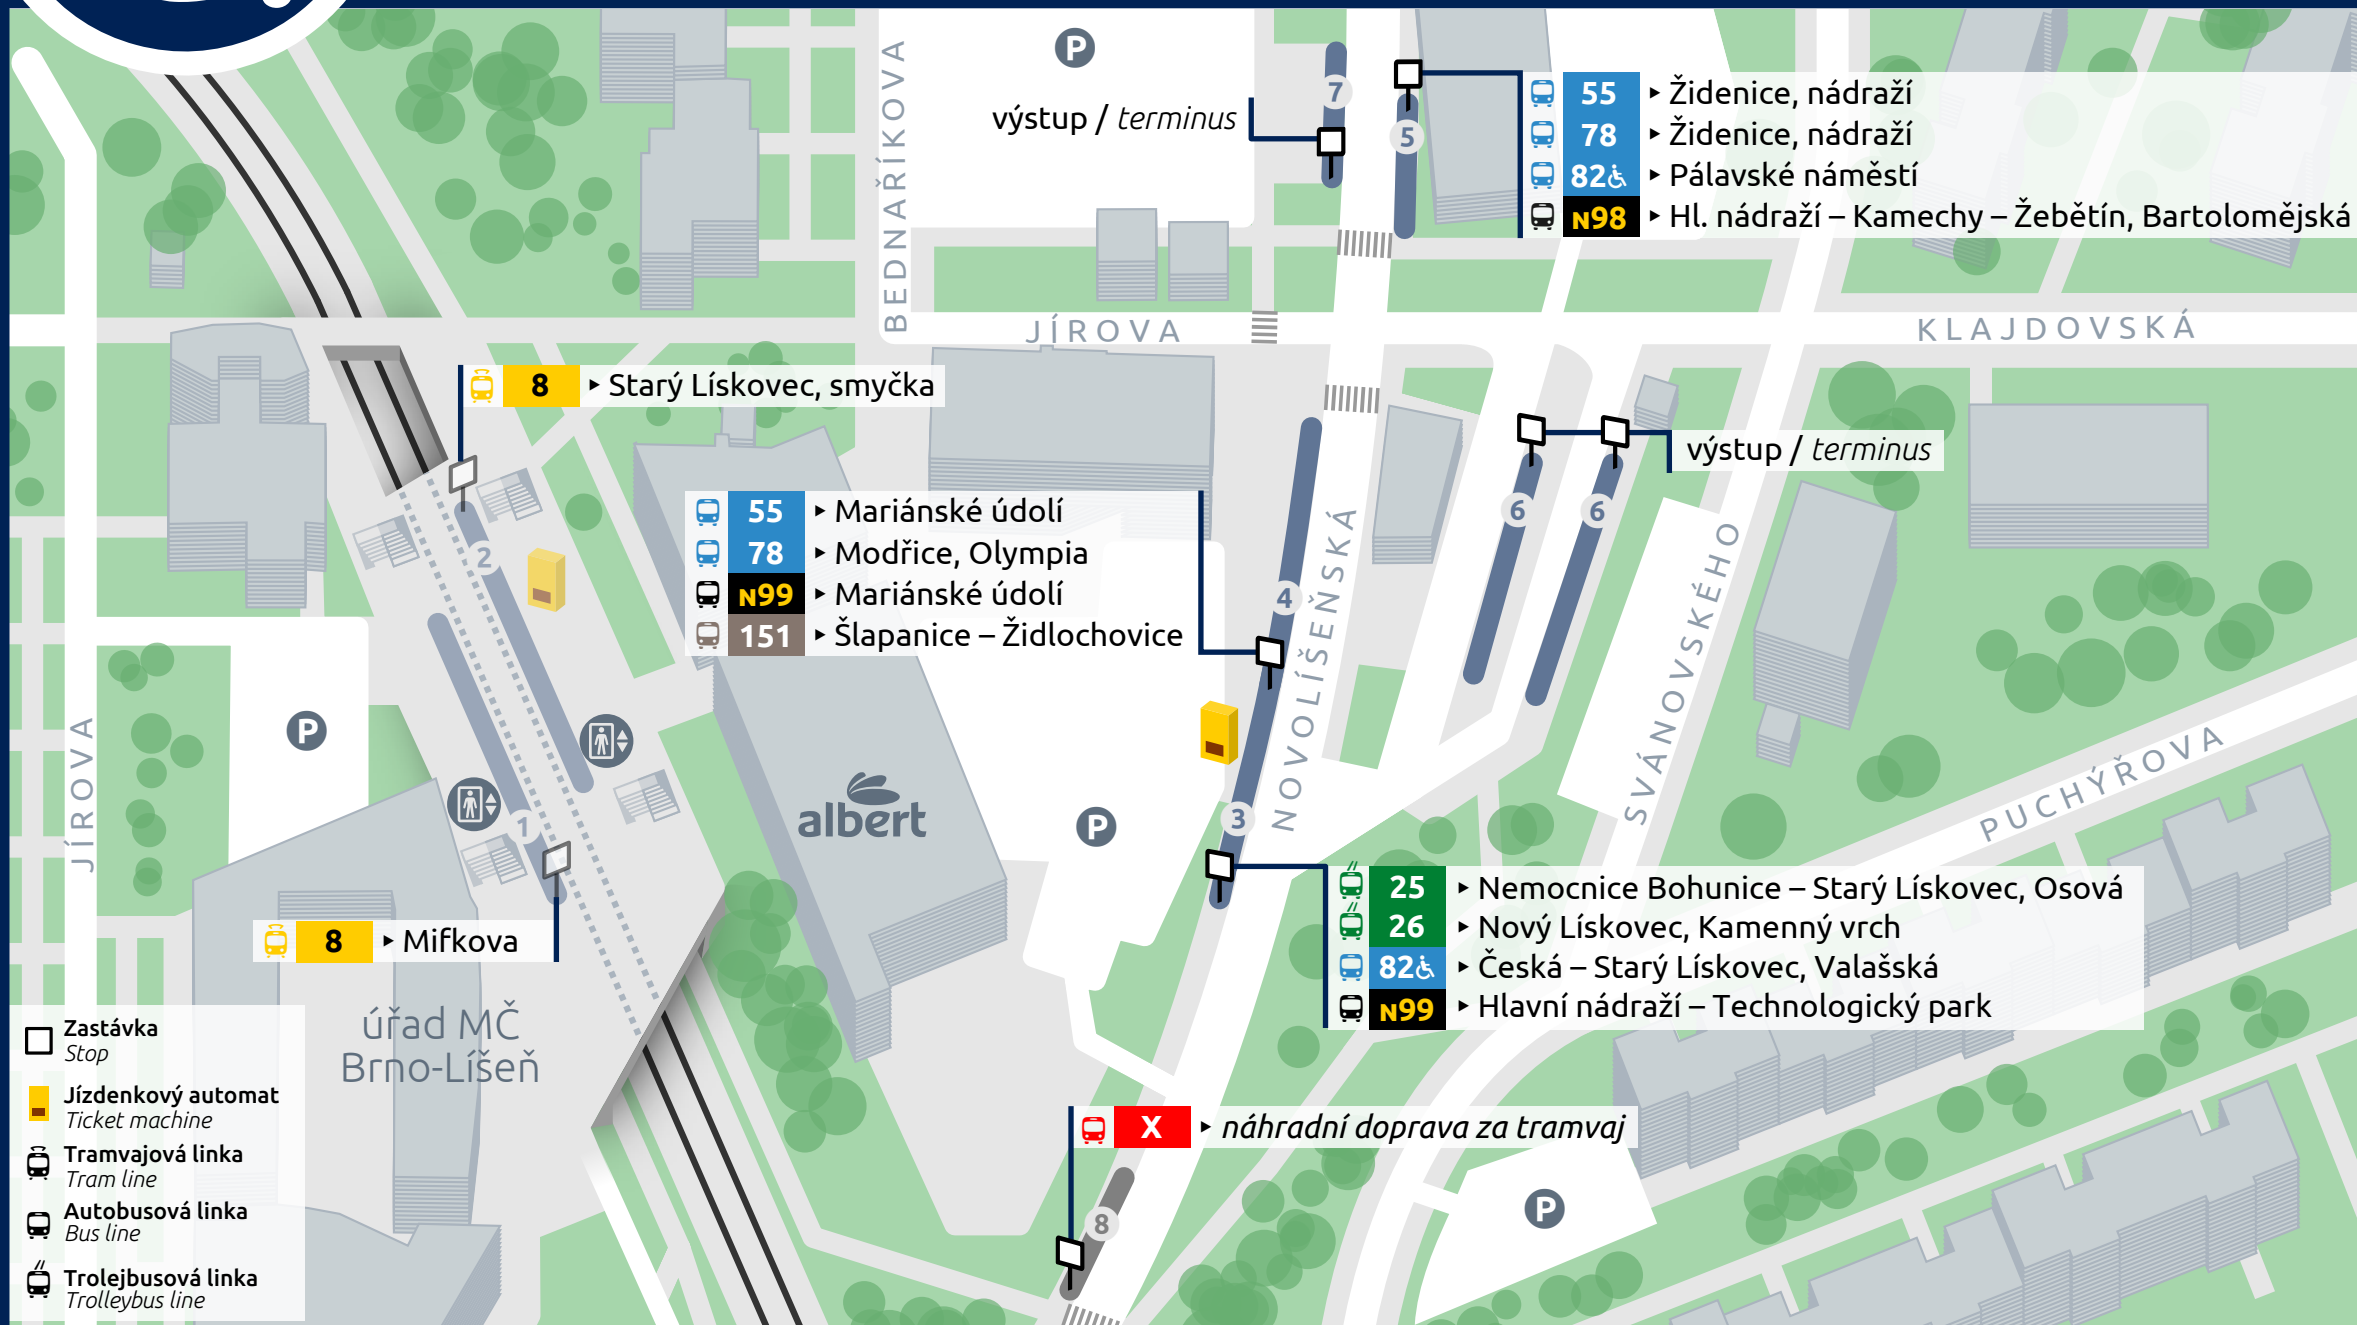 P
BEDNAŘÍKOVA
výstup / terminus
7
5
55 ▸ Židenice, nádraží
78 ▸ Židenice, nádraží
82 ▸ Pálavské náměstí
N98 ▸ Hl. nádraží – Kamechy – Žebětín, Bartolomějská
JÍROVA
KLAJDOVSKÁ
8 ▸ Starý Lískovec, smyčka
výstup / terminus
6
6
2
55 ▸ Mariánské údolí
78 ▸ Modřice, Olympia
N99 ▸ Mariánské údolí
151 ▸ Šlapanice – Židlochovice
4
NOVOLÍŠEŇSKÁ
SVÁNOVSKÉHO
PUCHÝŘOVA
JÍROVA
P
1
albert
P
3
25 ▸ Nemocnice Bohunice – Starý Lískovec, Osová
26 ▸ Nový Lískovec, Kamenný vrch
82 ▸ Česká – Starý Lískovec, Valašská
N99 ▸ Hlavní nádraží – Technologický park
8 ▸ Mifkova
úřad MČ
Brno-Líšeň
X ▸ náhradní doprava za tramvaj
8
P
Zastávka
Stop
Jízdenkový automat
Ticket machine
Tramvajová linka
Tram line
Autobusová linka
Bus line
Trolejbusová linka
Trolleybus line